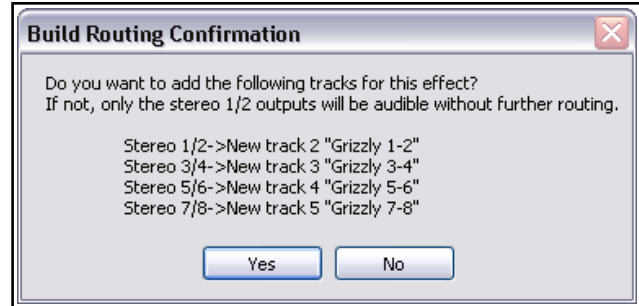 Build Routing Confirmation
Do you want to add the following tracks for this effect?
If not, only the stereo 1/2 outputs will be audible without further routing.
Stereo 1/2->New track 2 "Grizzly 1-2"
Stereo 3/4->New track 3 "Grizzly 3-4"
Stereo 5/6->New track 4 "Grizzly 5-6"
Stereo 7/8->New track 5 "Grizzly 7-8"
Yes No